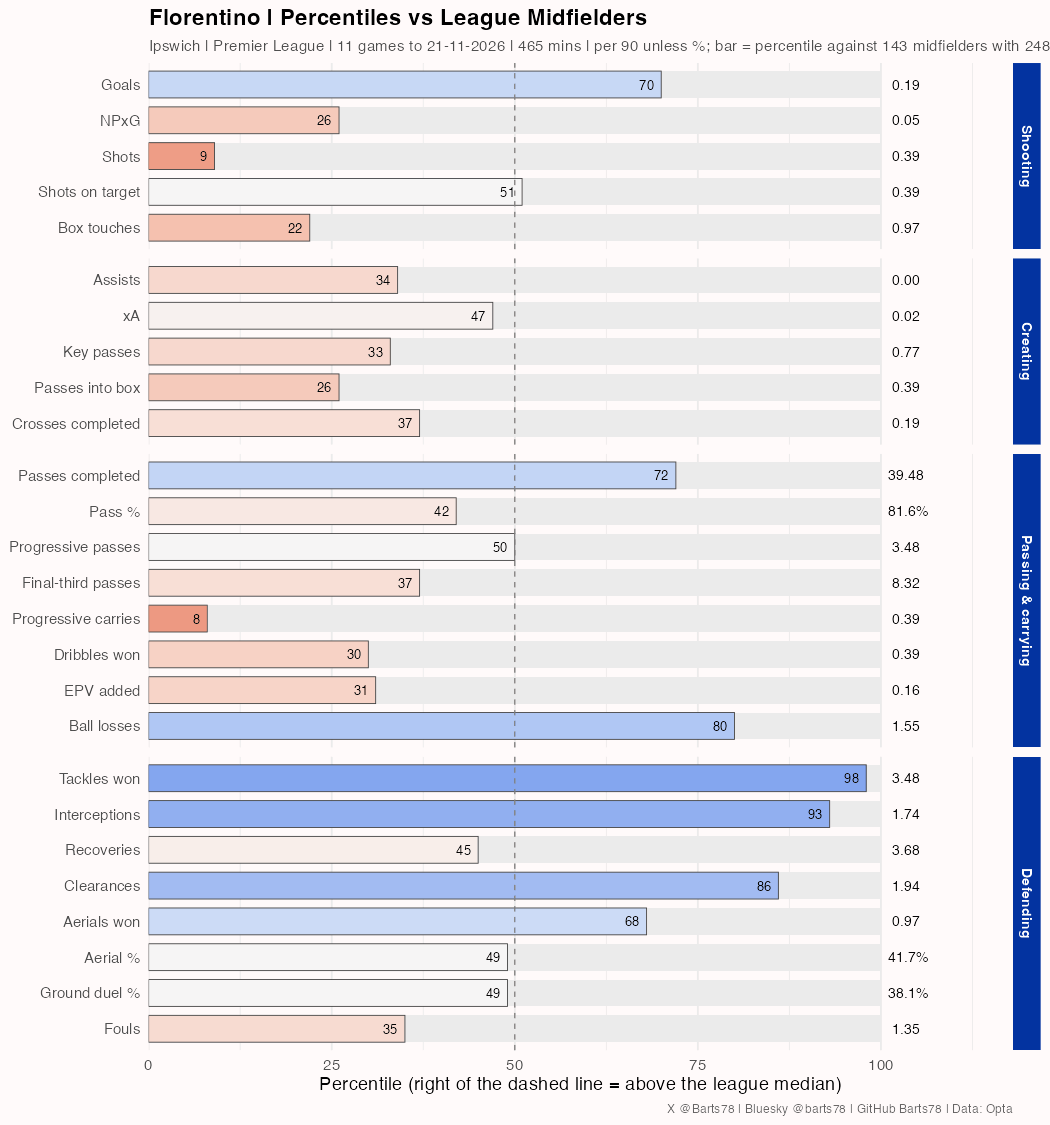 Florentino | Percentiles vs League Midfielders
Ipswich | Premier League | 11 games to 21-11-2026 | 465 mins | per 90 unless %; bar = percentile against 143 midfielders with 248
Goals 70 0.19
NPxG 26 0.05
Shots 9 0.39
Shots on target 51 0.39
Box touches 22 0.97
Shooting
Assists 34 0.00
xA 47 0.02
Key passes 33 0.77
Passes into box 26 0.39
Crosses completed 37 0.19
Creating
Passes completed 72 39.48
Pass % 42 81.6%
Progressive passes 50 3.48
Final-third passes 37 8.32
Progressive carries 8 0.39
Dribbles won 30 0.39
EPV added 31 0.16
Ball losses 80 1.55
Passing & carrying
Tackles won 98 3.48
Interceptions 93 1.74
Recoveries 45 3.68
Clearances 86 1.94
Aerials won 68 0.97
Aerial % 49 41.7%
Ground duel % 49 38.1%
Fouls 35 1.35
Defending
0 25 50 75 100
Percentile (right of the dashed line = above the league median)
X @Barts78 | Bluesky @barts78 | GitHub Barts78 | Data: Opta